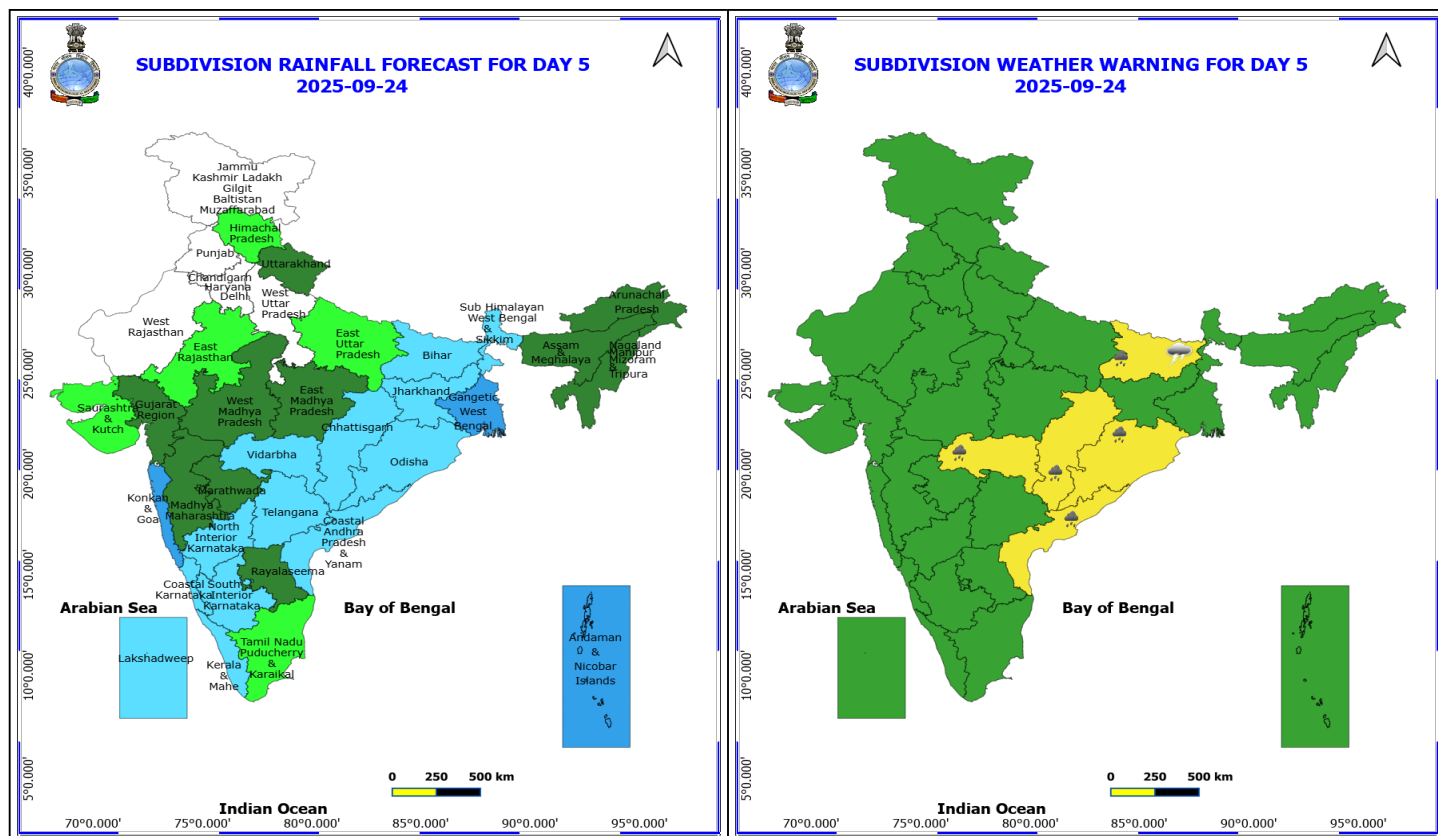 SUBDIVISION RAINFALL FORECAST FOR DAY 5
2025-09-24
40°0.000'
35°0.000'
30°0.000'
25°0.000'
20°0.000'
15°0.000'
10°0.000'
5°0.000'
Jammu
Kashmir Ladakh
Gilgit
Baltistan
Muzaffarabad
Himachal
Pradesh
Punjab
Uttarakhand
Chandigarh
Haryana
Delhi
West
Uttar
Pradesh
West
Rajasthan
East
Rajasthan
East
Uttar
Pradesh
Sub Himalayan
West Bengal
&
Sikkim
Arunachal
Pradesh
Assam
&
Meghalaya
Nagaland
Manipur
Mizoram
&
Tripura
Bihar
Jharkhand
Gangetic
West
Bengal
Saurashtra
&
Kutch
Gujarat
Region
West
Madhya
Pradesh
East
Madhya
Pradesh
Chhattisgarh
Vidarbha
Odisha
Konkan
&
Goa
Marathwada
Madhya
Maharashtra
Telangana
North
Interior
Karnataka
Coastal
Andhra
Pradesh
&
Yanam
Rayalaseema
Coastal
Karnataka
South
Interior
Karnataka
Arabian Sea
Bay of Bengal
Lakshadweep
Kerala
&
Mahe
Tamil Nadu
Puducherry
&
Karaikal
Andaman
&
Nicobar
Islands
0 250 500 km
Indian Ocean
70°0.000' 75°0.000' 80°0.000' 85°0.000' 90°0.000' 95°0.000'
SUBDIVISION WEATHER WARNING FOR DAY 5
2025-09-24
40°0.000'
35°0.000'
30°0.000'
25°0.000'
20°0.000'
15°0.000'
10°0.000'
5°0.000'
Arabian Sea
Bay of Bengal
0 250 500 km
Indian Ocean
70°0.000' 75°0.000' 80°0.000' 85°0.000' 90°0.000' 95°0.000'